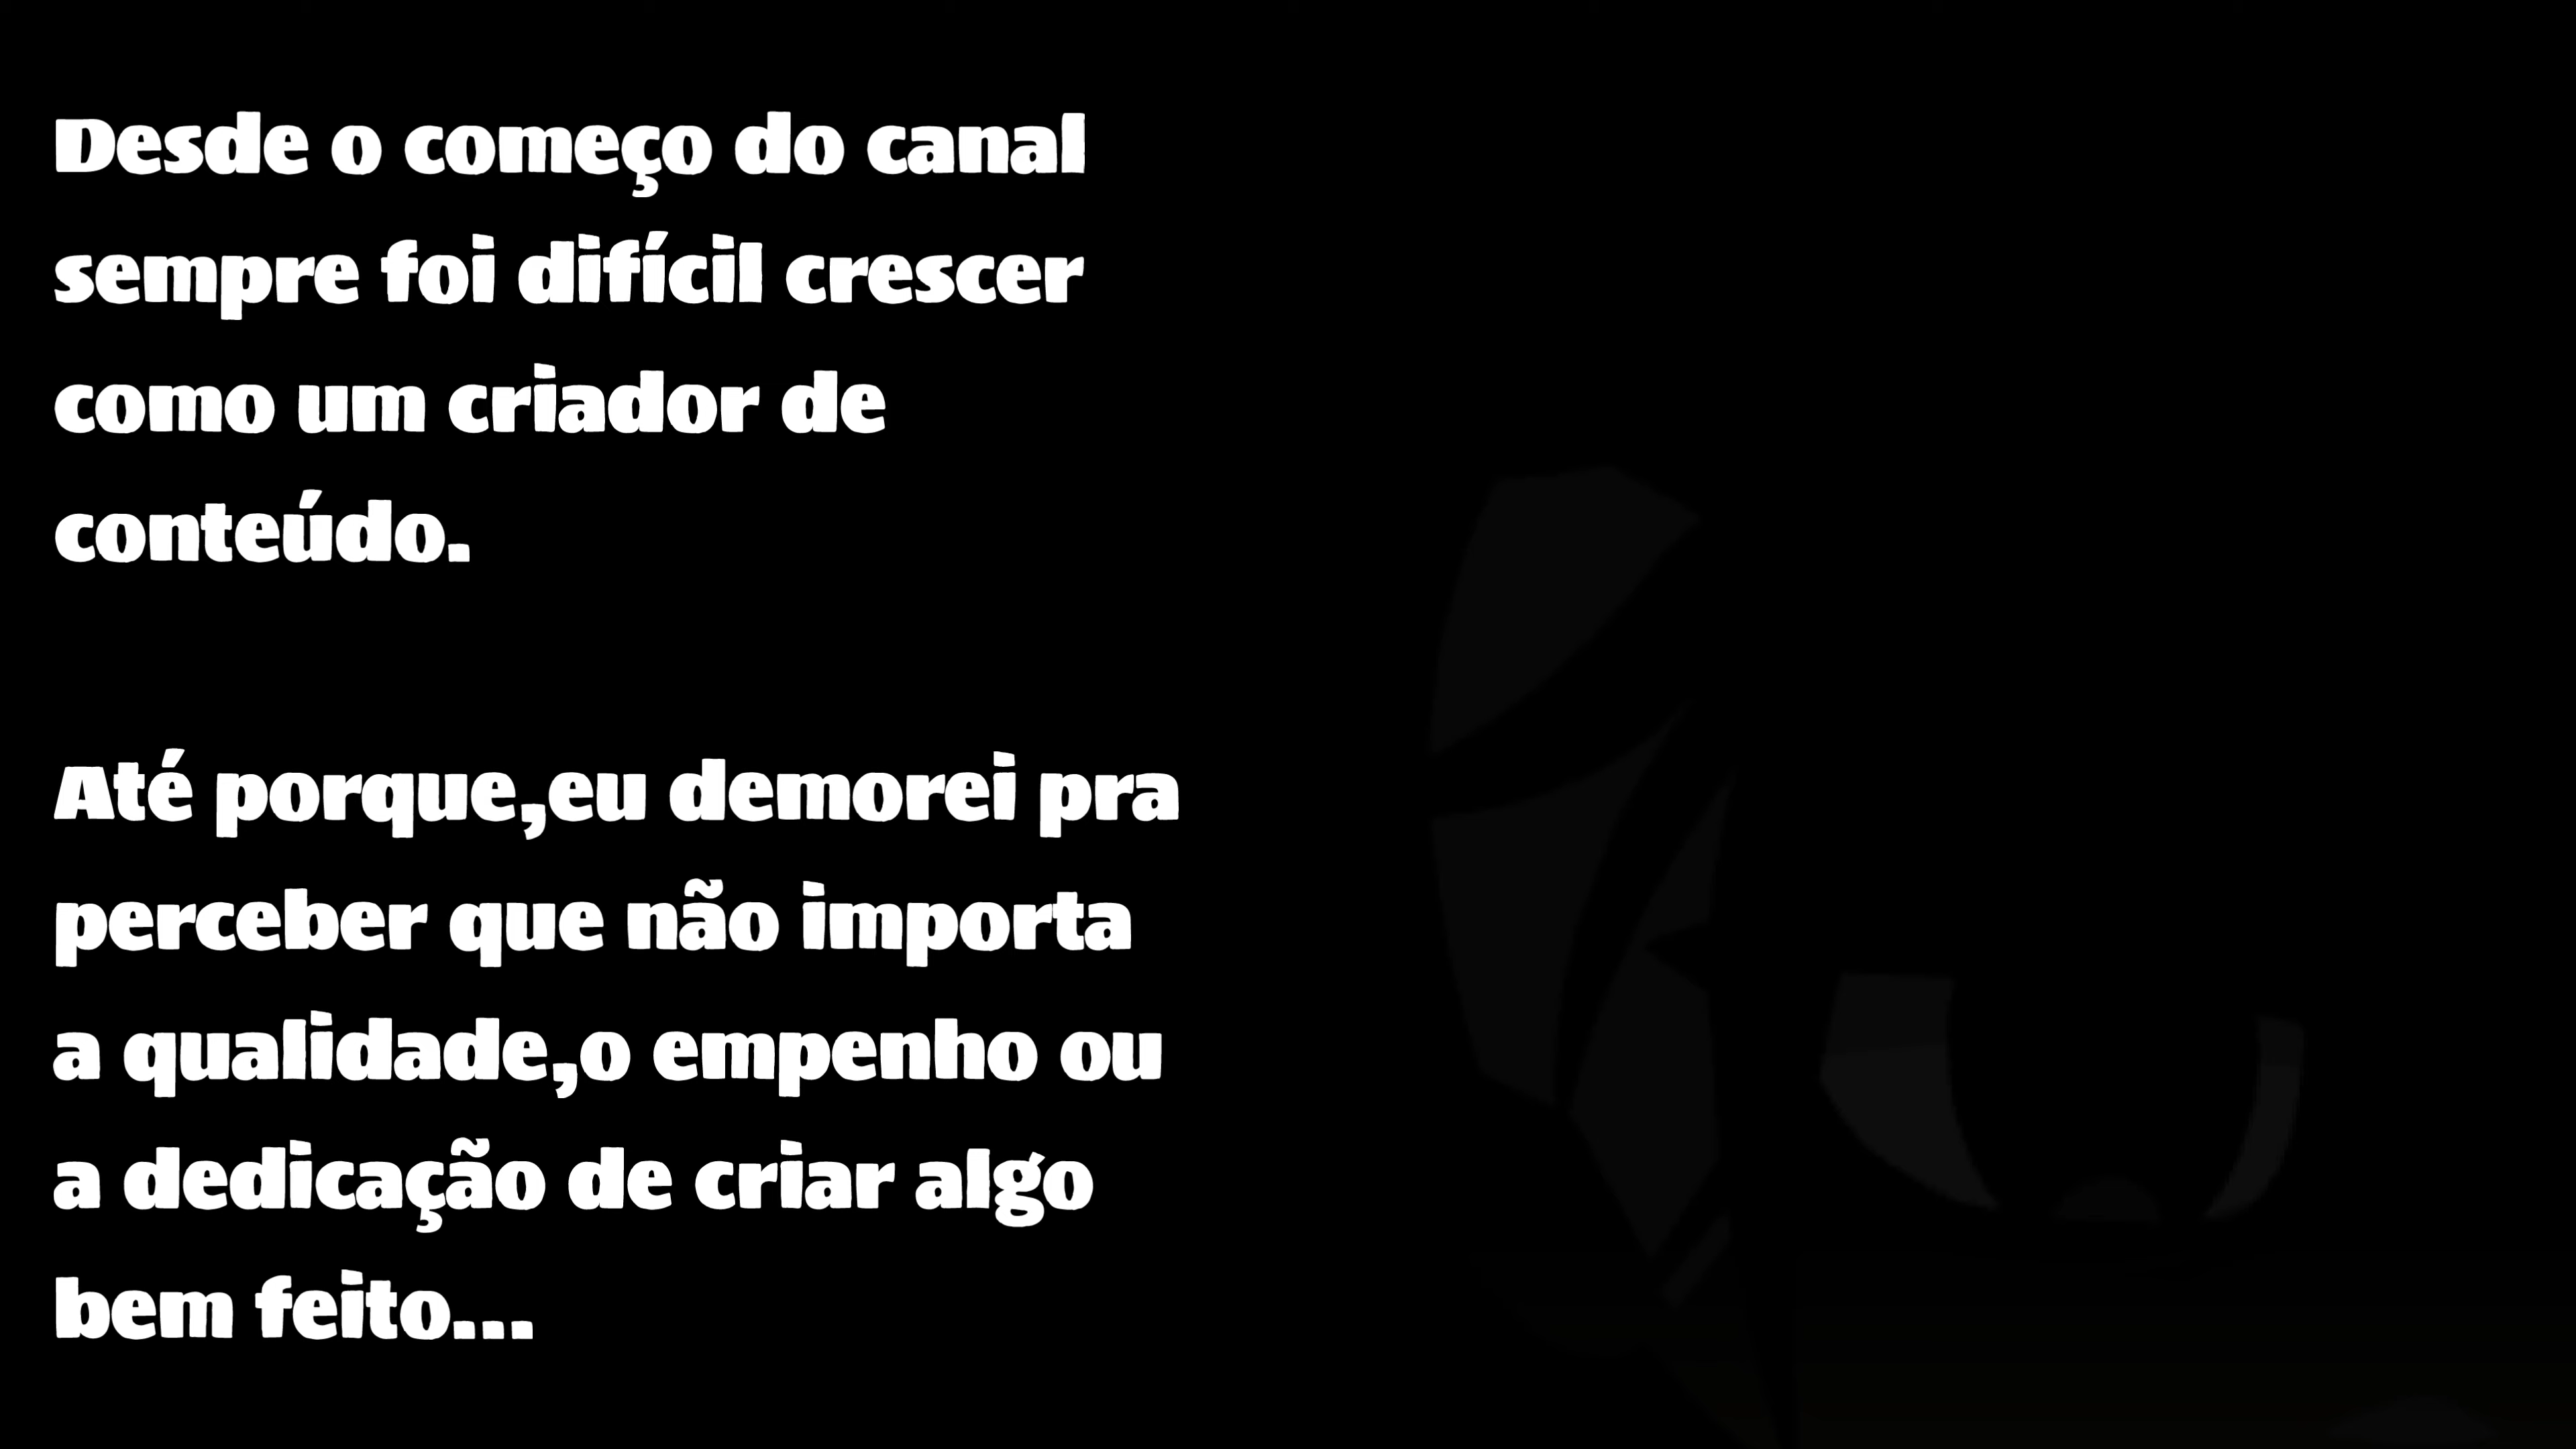 Desde o começo do canal
sempre foi difícil crescer
como um criador de
conteúdo.
Até porque,eu demorei pra
perceber que não importa
a qualidade,o empenho ou
a dedicação de criar algo
bem feito...